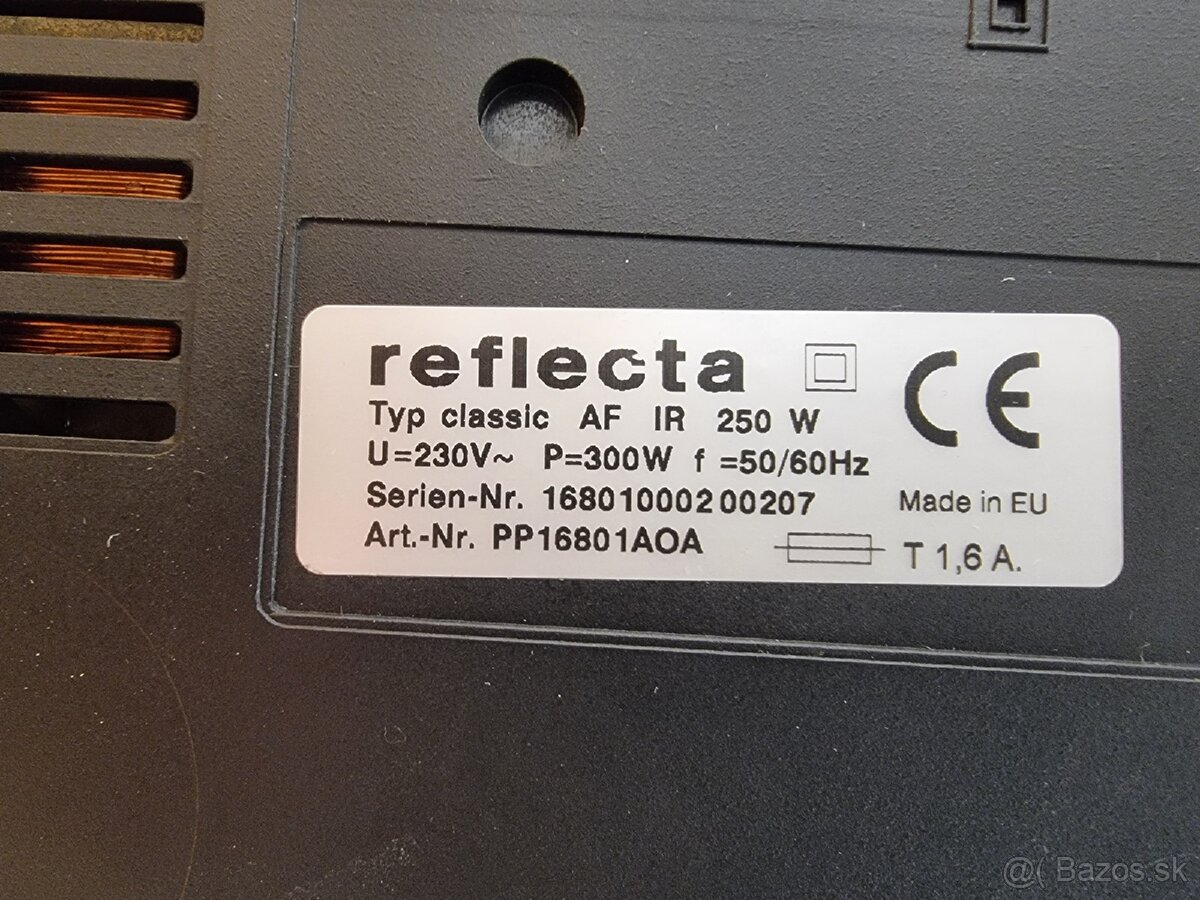 reflecta
CE
Typ classic AF IR 250 W
U=230V~ P=300W f =50/60Hz
Serien-Nr. 16801000200207
Made in EU
Art.-Nr. PP16801AOA
T 1,6 A.
@( Bazos.sk